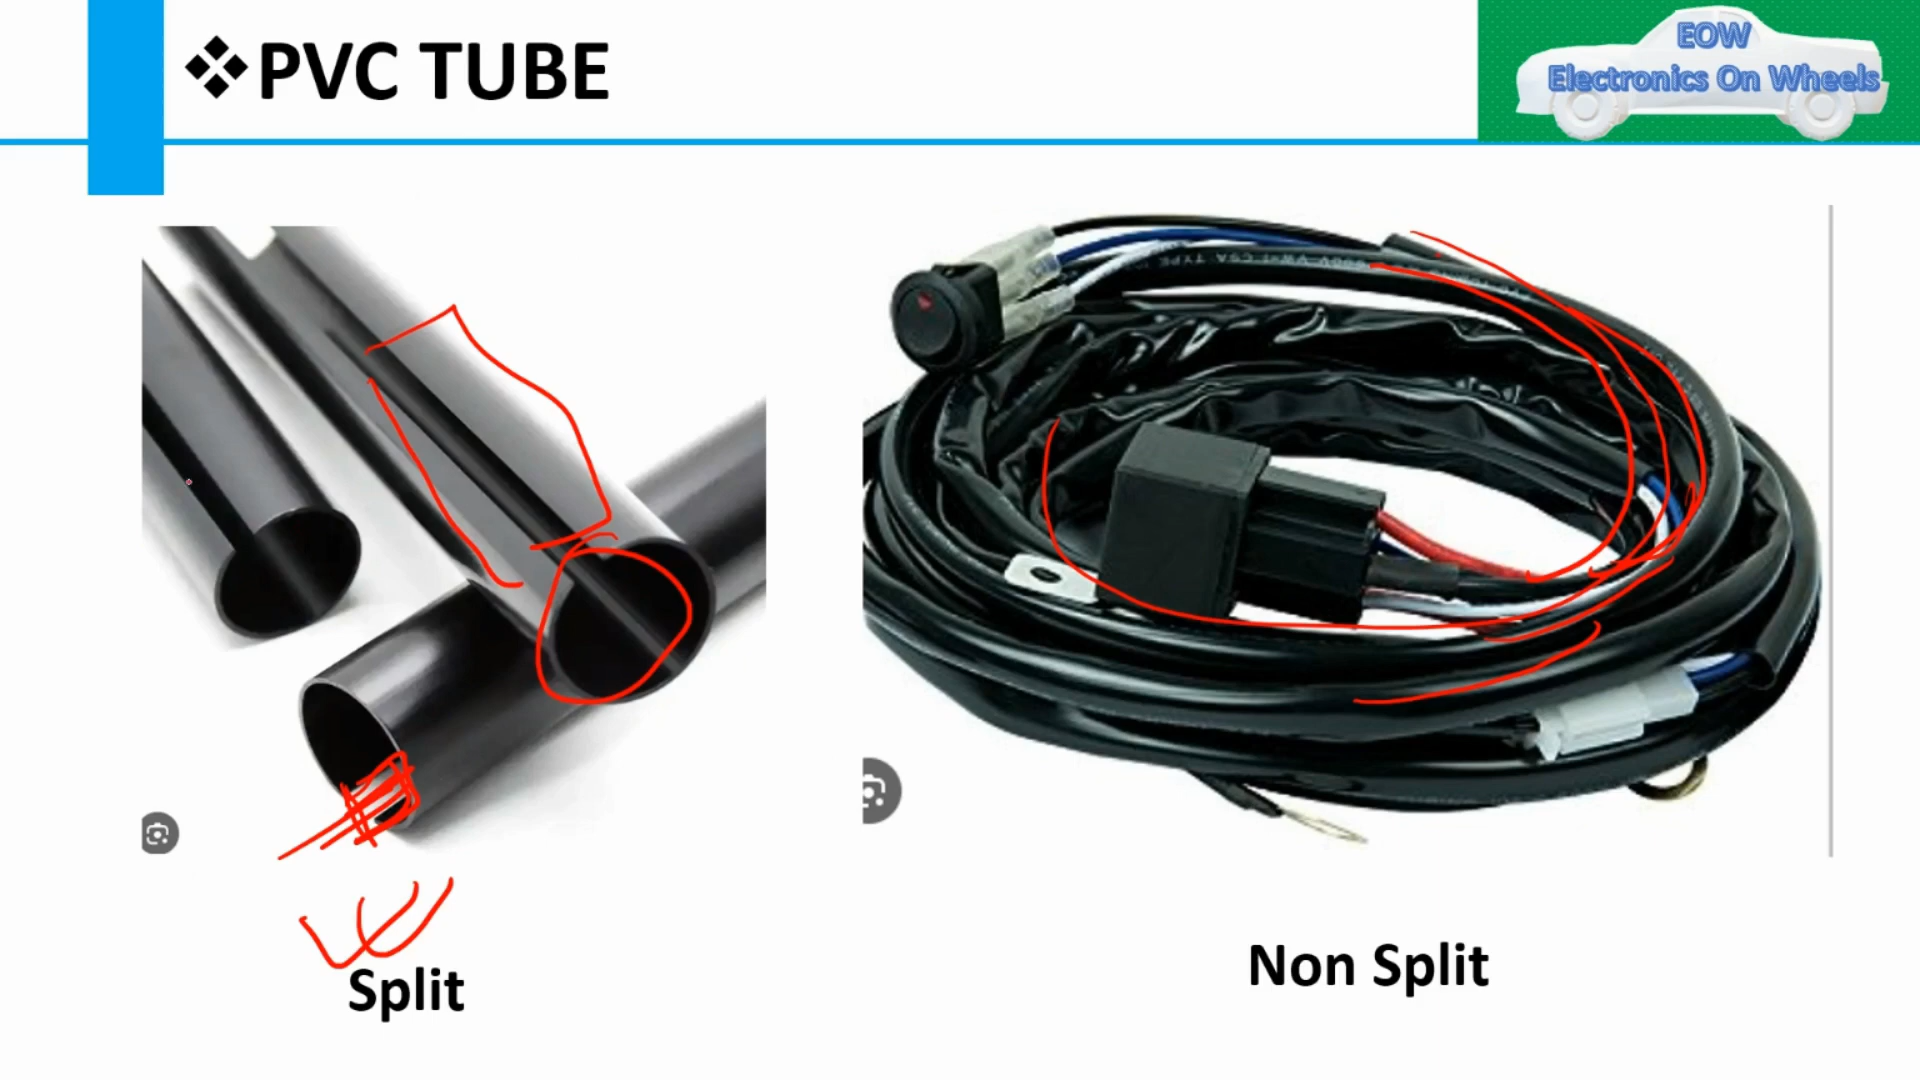 ❖PVC TUBE
EOW
Electronics On Wheels
Split
Non Split